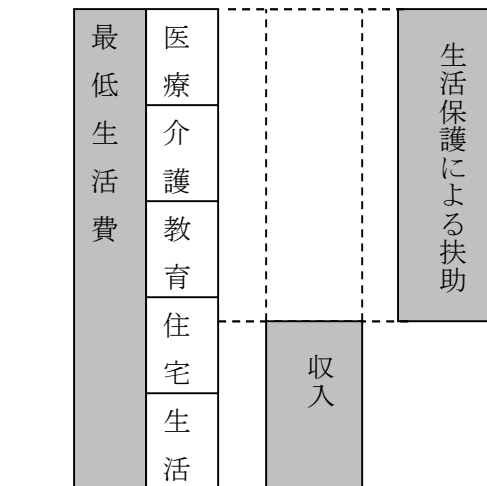 最低生活費
医療
介護
教育
住宅
生活
収入
生活保護による扶助